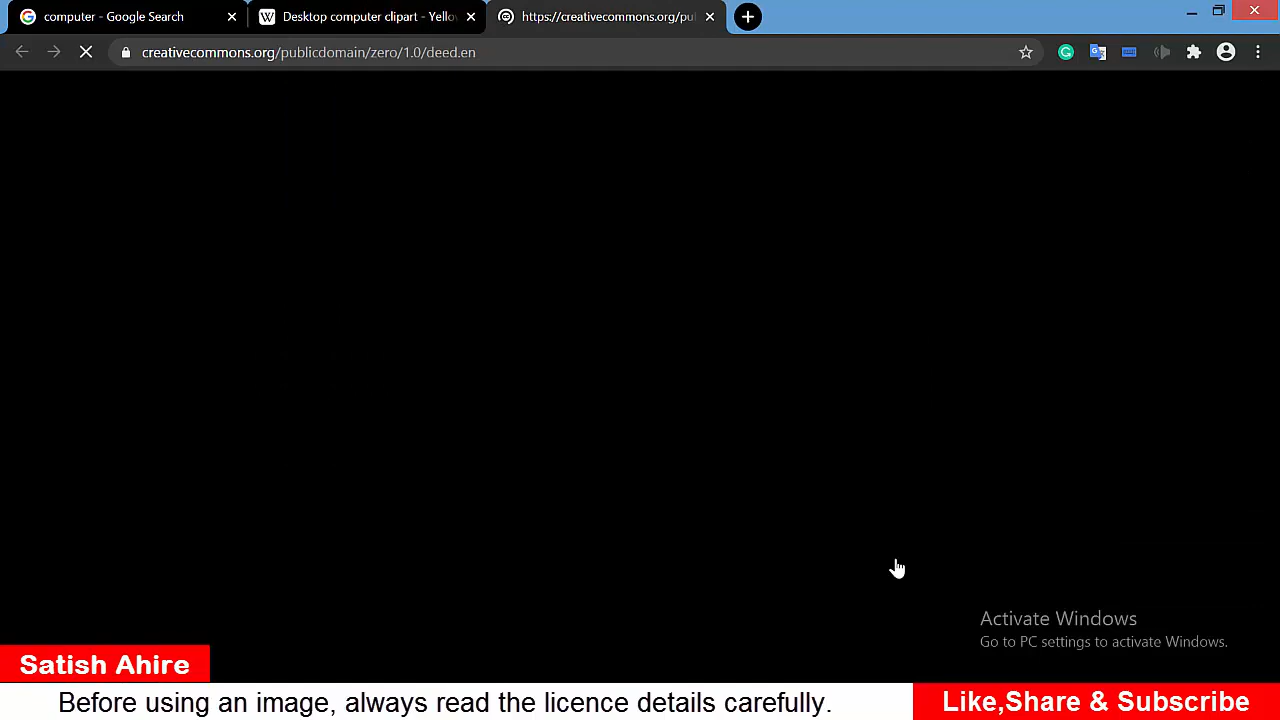 computer - Google Search
Desktop computer clipart - Yello
https://creativecommons.org/pu
creativecommons.org/publicdomain/zero/1.0/deed.en
Activate Windows
Go to PC settings to activate Windows.
Satish Ahire
Before using an image, always read the licence details carefully.
Like,Share & Subscribe